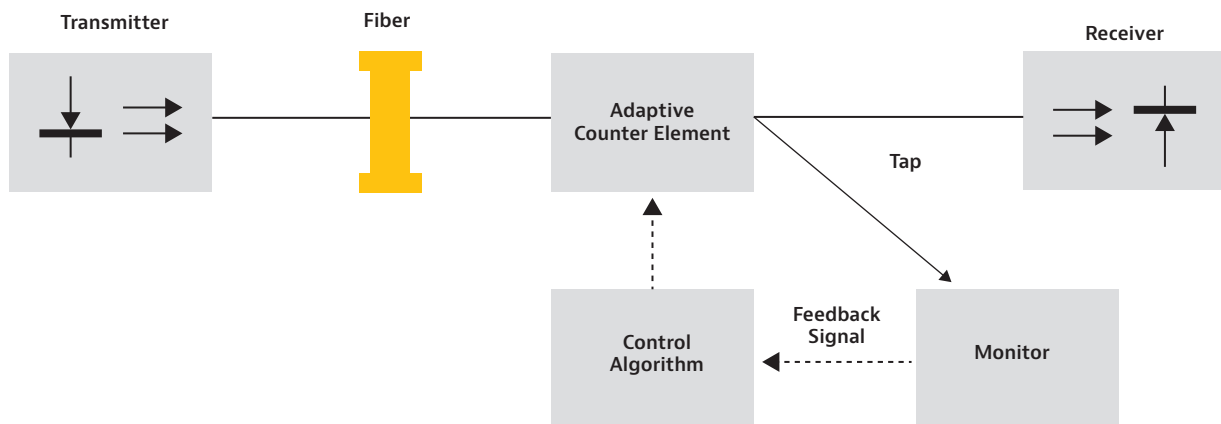 Transmitter
Fiber
Receiver
Adaptive
Counter Element
Tap
Control
Algorithm
Feedback
Signal
Monitor